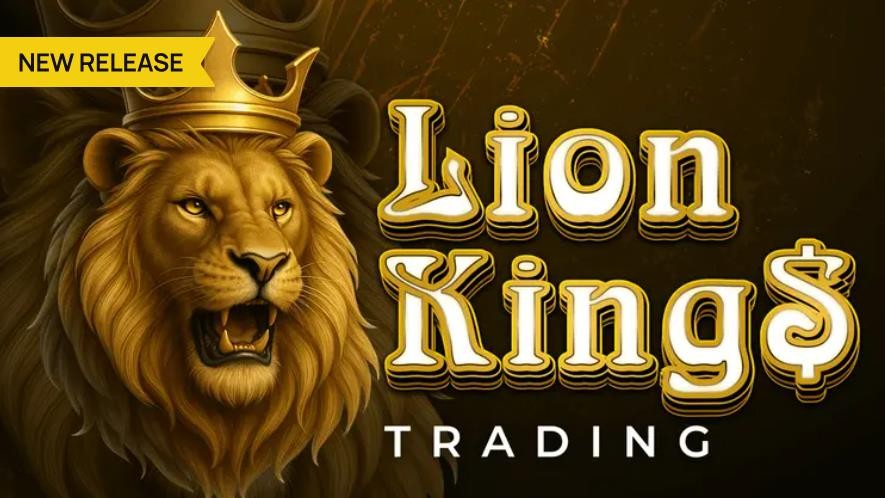 NEW RELEASE
Lion
King$
TRADING